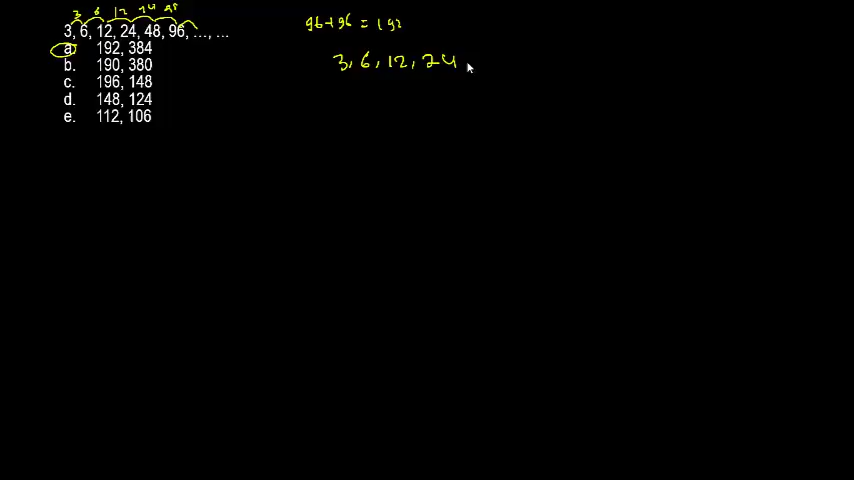 3 6 12 24 48
3, 6, 12, 24, 48, 96, ..., ...
a. 192, 384
b. 190, 380
c. 196, 148
d. 148, 124
e. 112, 106
96+96 = 192
3, 6, 12, 24